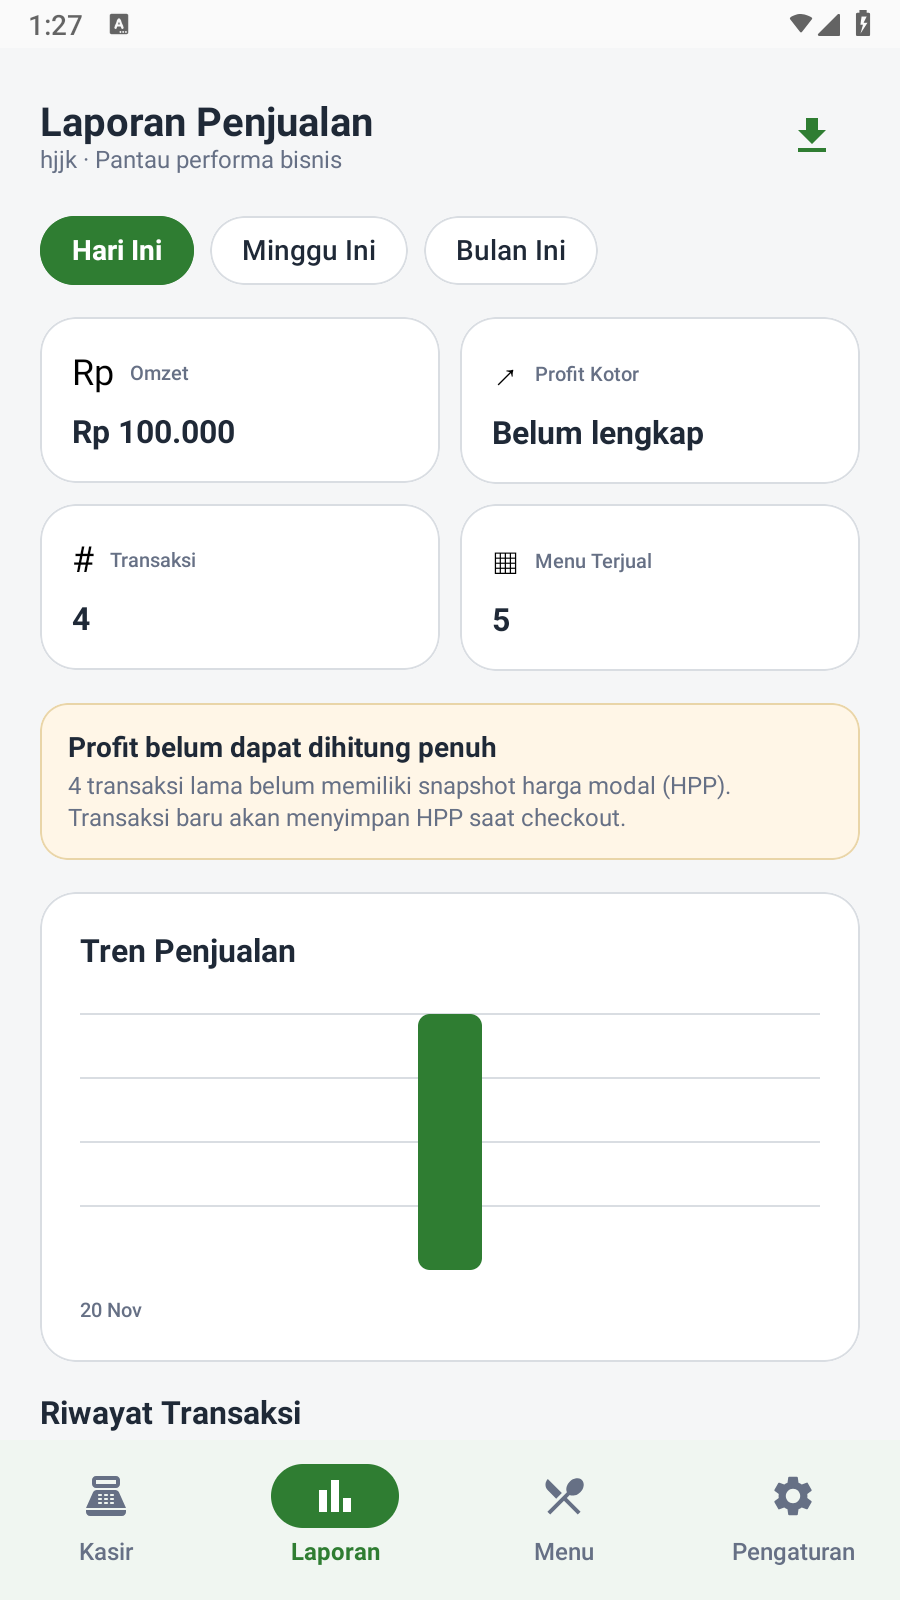 1:27
A
Laporan Penjualan
hjjk · Pantau performa bisnis
Hari Ini
Minggu Ini
Bulan Ini
Rp Omzet
Rp 100.000
↗ Profit Kotor
Belum lengkap
# Transaksi
4
▦ Menu Terjual
5
Profit belum dapat dihitung penuh
4 transaksi lama belum memiliki snapshot harga modal (HPP).
Transaksi baru akan menyimpan HPP saat checkout.
Tren Penjualan
20 Nov
Riwayat Transaksi
Kasir
Laporan
Menu
Pengaturan